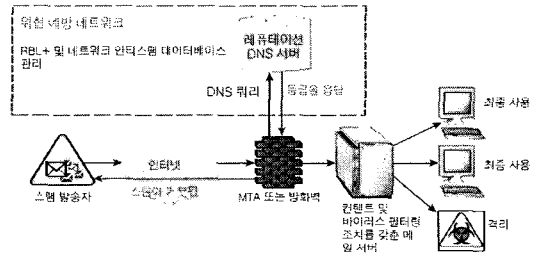 위협 예방 네트워크
RBL+ 및 네트워크 안티스팸 데이터베이스
관리
레퓨테이션
DNS 서버
DNS 쿼리
응답
인터넷
스팸 발송자
MTA 또는 방화벽
컨텐트 및
바이러스 필터링
조치를 갖춘 메
일 서버
최종 사용
최종 사용
격리